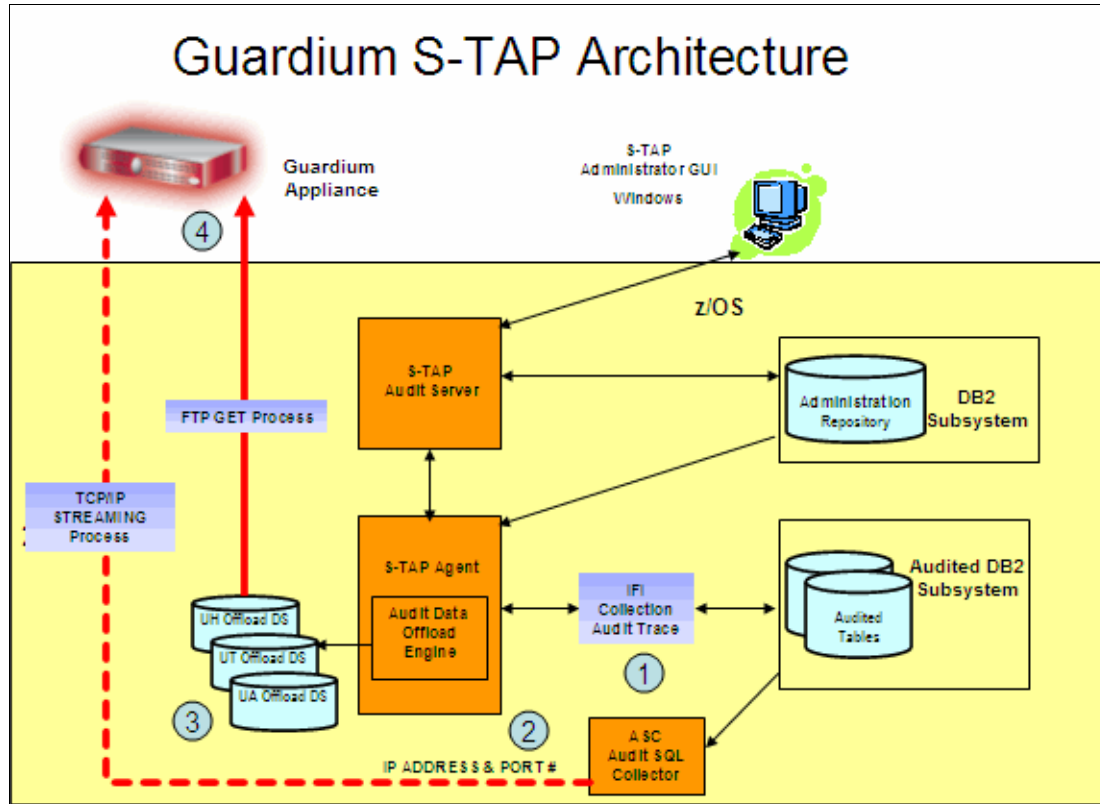 Guardium S-TAP Architecture
Guardium
Appliance
S-TAP
Administrator GUI
Windows
4
z/OS
S-TAP
Audit Server
Administration
Repository
DB2
Subsystem
FTP GET Process
TCP/IP
STREAMING
Process
S-TAP Agent
Audit Data
Offload
Engine
IFI
Collection
Audit Trace
Audited DB2
Subsystem
Audited
Tables
UH Offload DS
UT Offload DS
UA Offload DS
1
3
2
ASC
Audit SQL
Collector
IP ADDRESS & PORT #